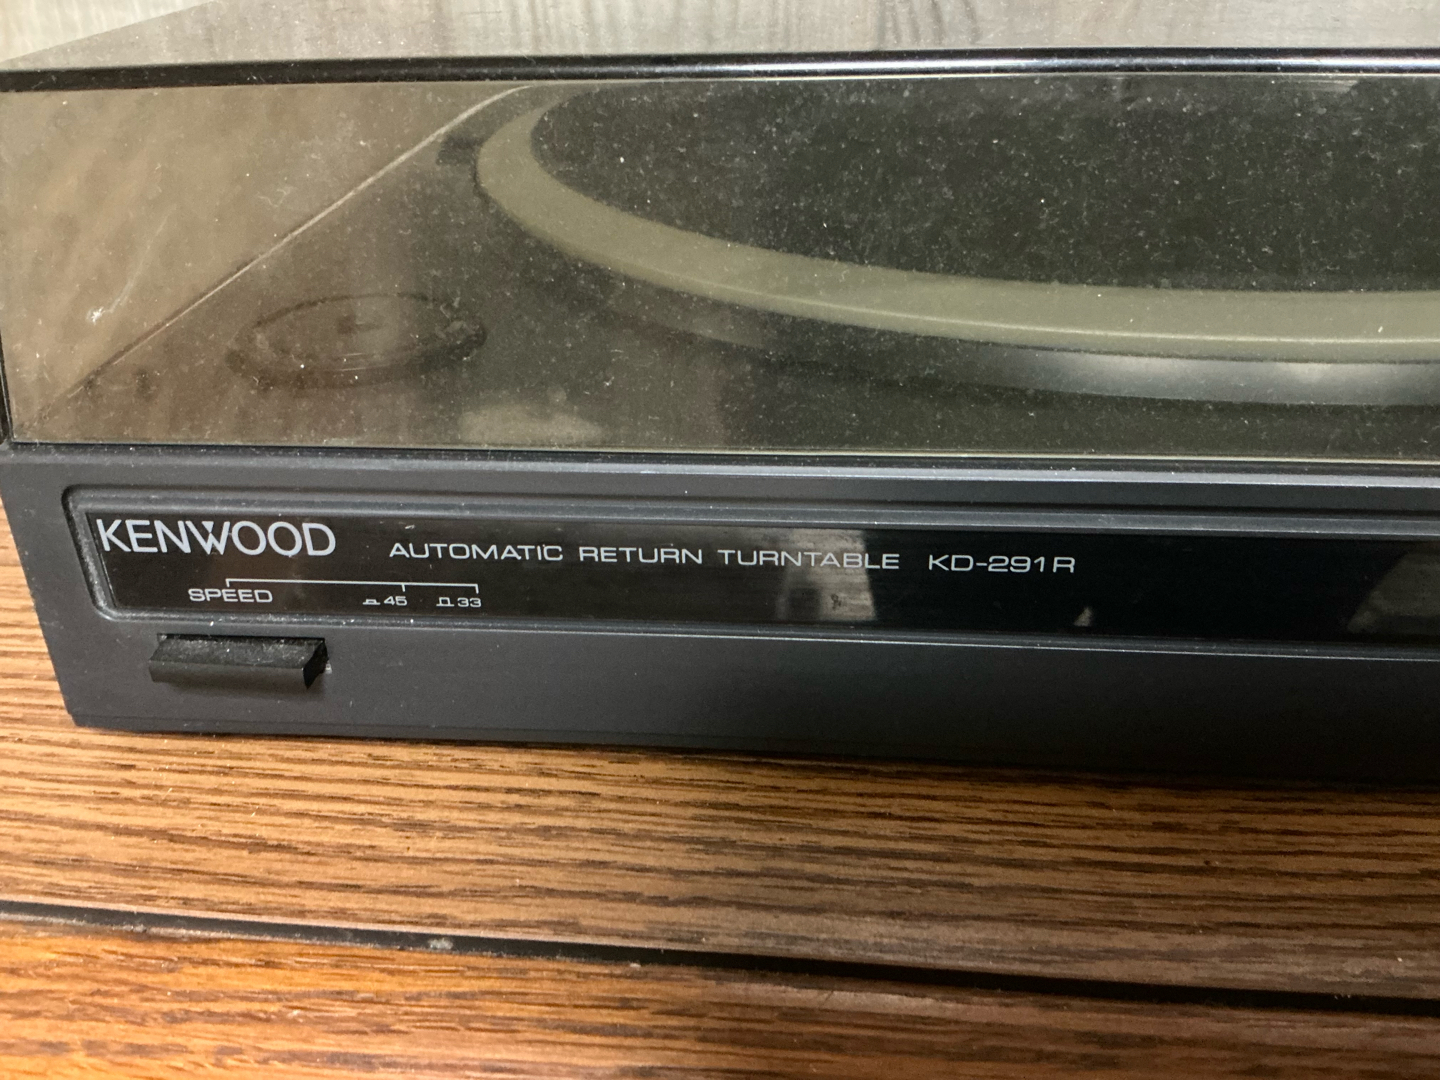 KENWOOD AUTOMATIC RETURN TURNTABLE KD-291R
SPEED 45 33